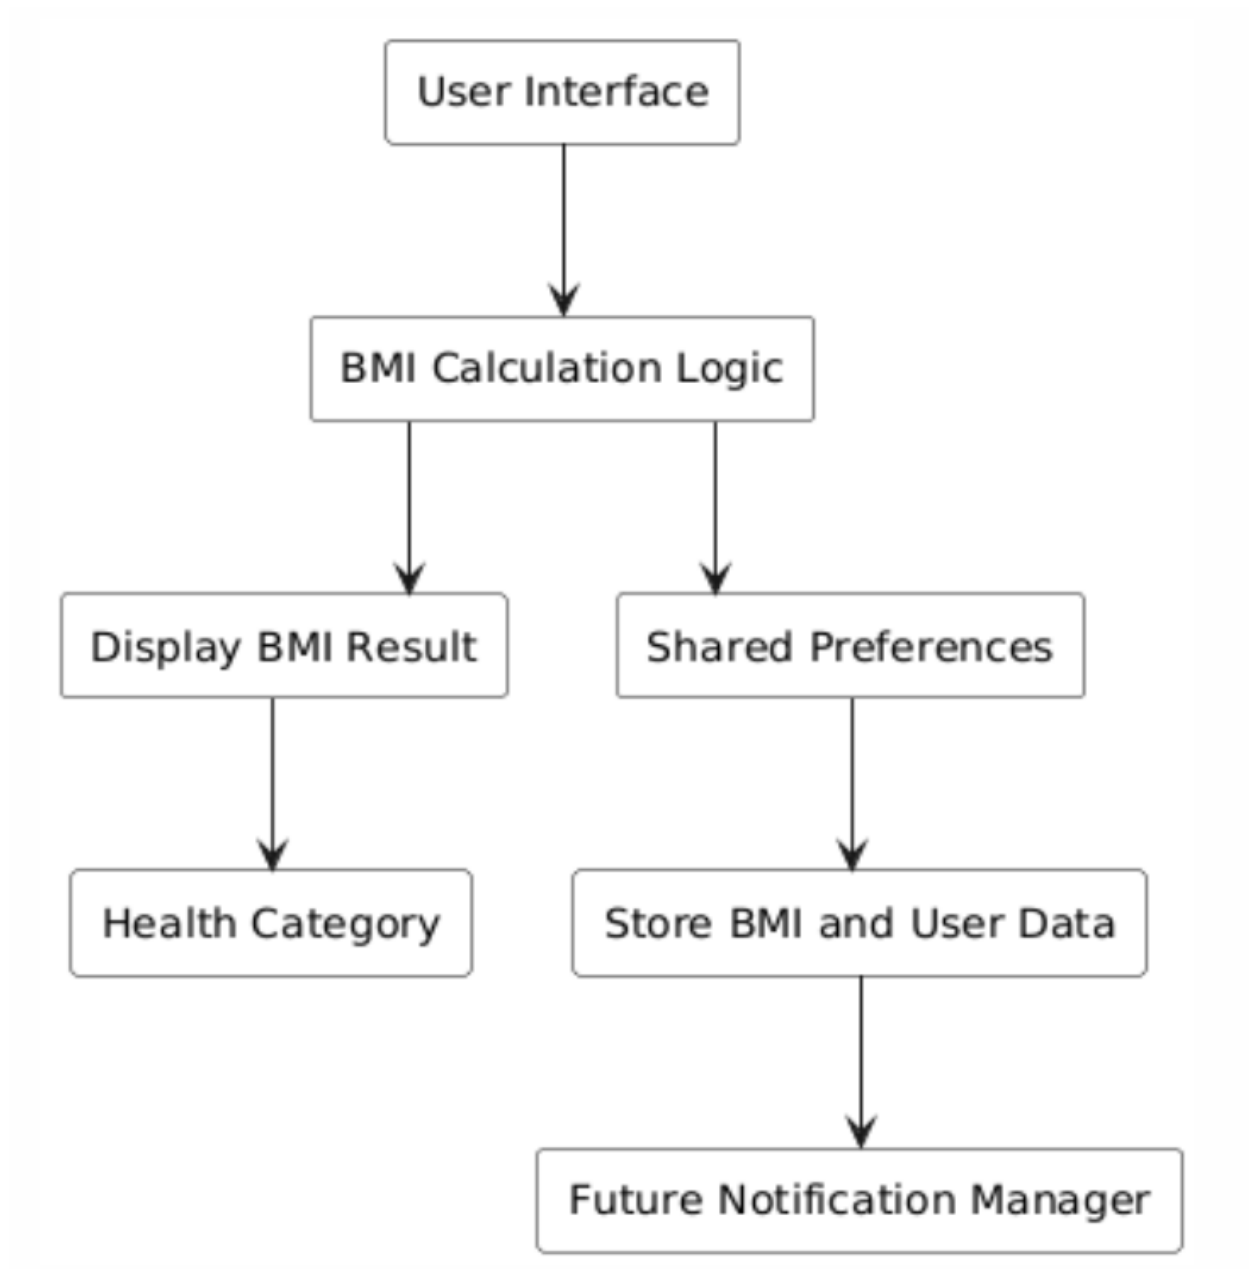 User Interface
BMI Calculation Logic
Display BMI Result
Shared Preferences
Health Category
Store BMI and User Data
Future Notification Manager